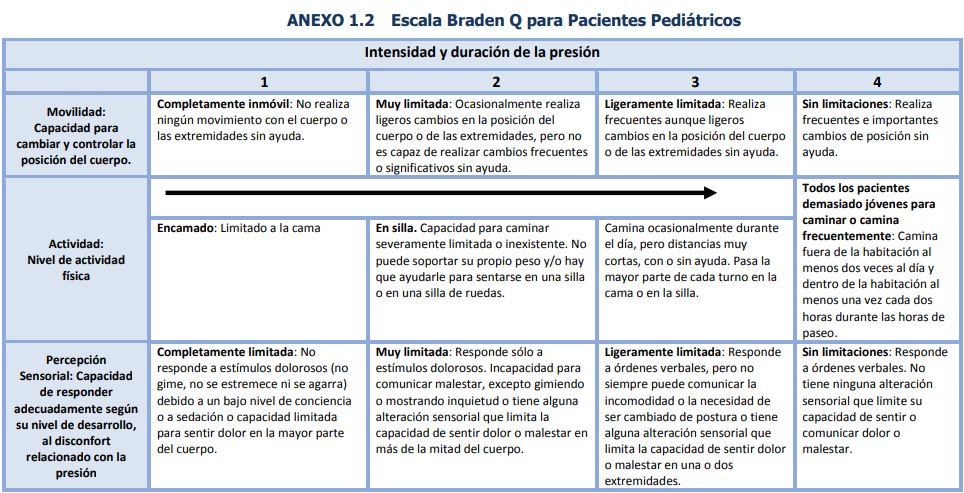 ANEXO 1.2 Escala Braden Q para Pacientes Pediátricos
Intensidad y duración de la presión
1
2
3
4
Movilidad:
Capacidad para
cambiar y controlar la
posición del cuerpo.
Completamente inmóvil: No realiza
ningún movimiento con el cuerpo o
las extremidades sin ayuda.
Muy limitada: Ocasionalmente realiza
ligeros cambios en la posición del
cuerpo o de las extremidades, pero no
es capaz de realizar cambios frecuentes
o significativos sin ayuda.
Ligeramente limitada: Realiza
frecuentes aunque ligeros
cambios en la posición del cuerpo
o de las extremidades sin ayuda.
Sin limitaciones: Realiza
frecuentes e importantes
cambios de posición sin
ayuda.
Actividad:
Nivel de actividad
física
Encamado: Limitado a la cama
En silla. Capacidad para caminar
severamente limitada o inexistente. No
puede soportar su propio peso y/o hay
que ayudarle para sentarse en una silla
o en una silla de ruedas.
Camina ocasionalmente durante
el día, pero distancias muy
cortas, con o sin ayuda. Pasa la
mayor parte de cada turno en la
cama o en la silla.
Todos los pacientes
demasiado jóvenes para
caminar o camina
frecuentemente: Camina
fuera de la habitación al
menos dos veces al día y
dentro de la habitación al
menos una vez cada dos
horas durante las horas de
paseo.
Percepción
Sensorial: Capacidad
de responder
adecuadamente según
su nivel de desarrollo,
al disconfort
relacionado con la
presión
Completamente limitada: No
responde a estímulos dolorosos (no
gime, no se estremece ni se agarra)
debido a un bajo nivel de conciencia
o a sedación o capacidad limitada
para sentir dolor en la mayor parte
del cuerpo.
Muy limitada: Responde sólo a
estímulos dolorosos. Incapacidad para
comunicar malestar, excepto gimiendo
o mostrando inquietud o tiene alguna
alteración sensorial que limita la
capacidad de sentir dolor o malestar en
más de la mitad del cuerpo.
Ligeramente limitada: Responde
a órdenes verbales, pero no
siempre puede comunicar la
incomodidad o la necesidad de
ser cambiado de postura o tiene
alguna alteración sensorial que
limita la capacidad de sentir dolor
o malestar en una o dos
extremidades.
Sin limitaciones: Responde
a órdenes verbales. No
tiene ninguna alteración
sensorial que limite su
capacidad de sentir o
comunicar dolor o
malestar.